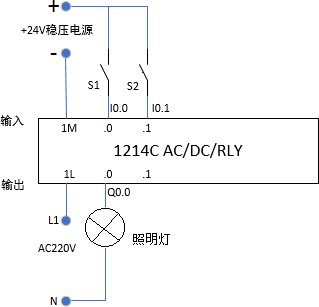 +
+24V稳压电源
-
S1 S2
I0.0 I0.1
输入
1M .0 .1
1214C AC/DC/RLY
1L .0 .1
输出
Q0.0
L1
照明灯
AC220V
N